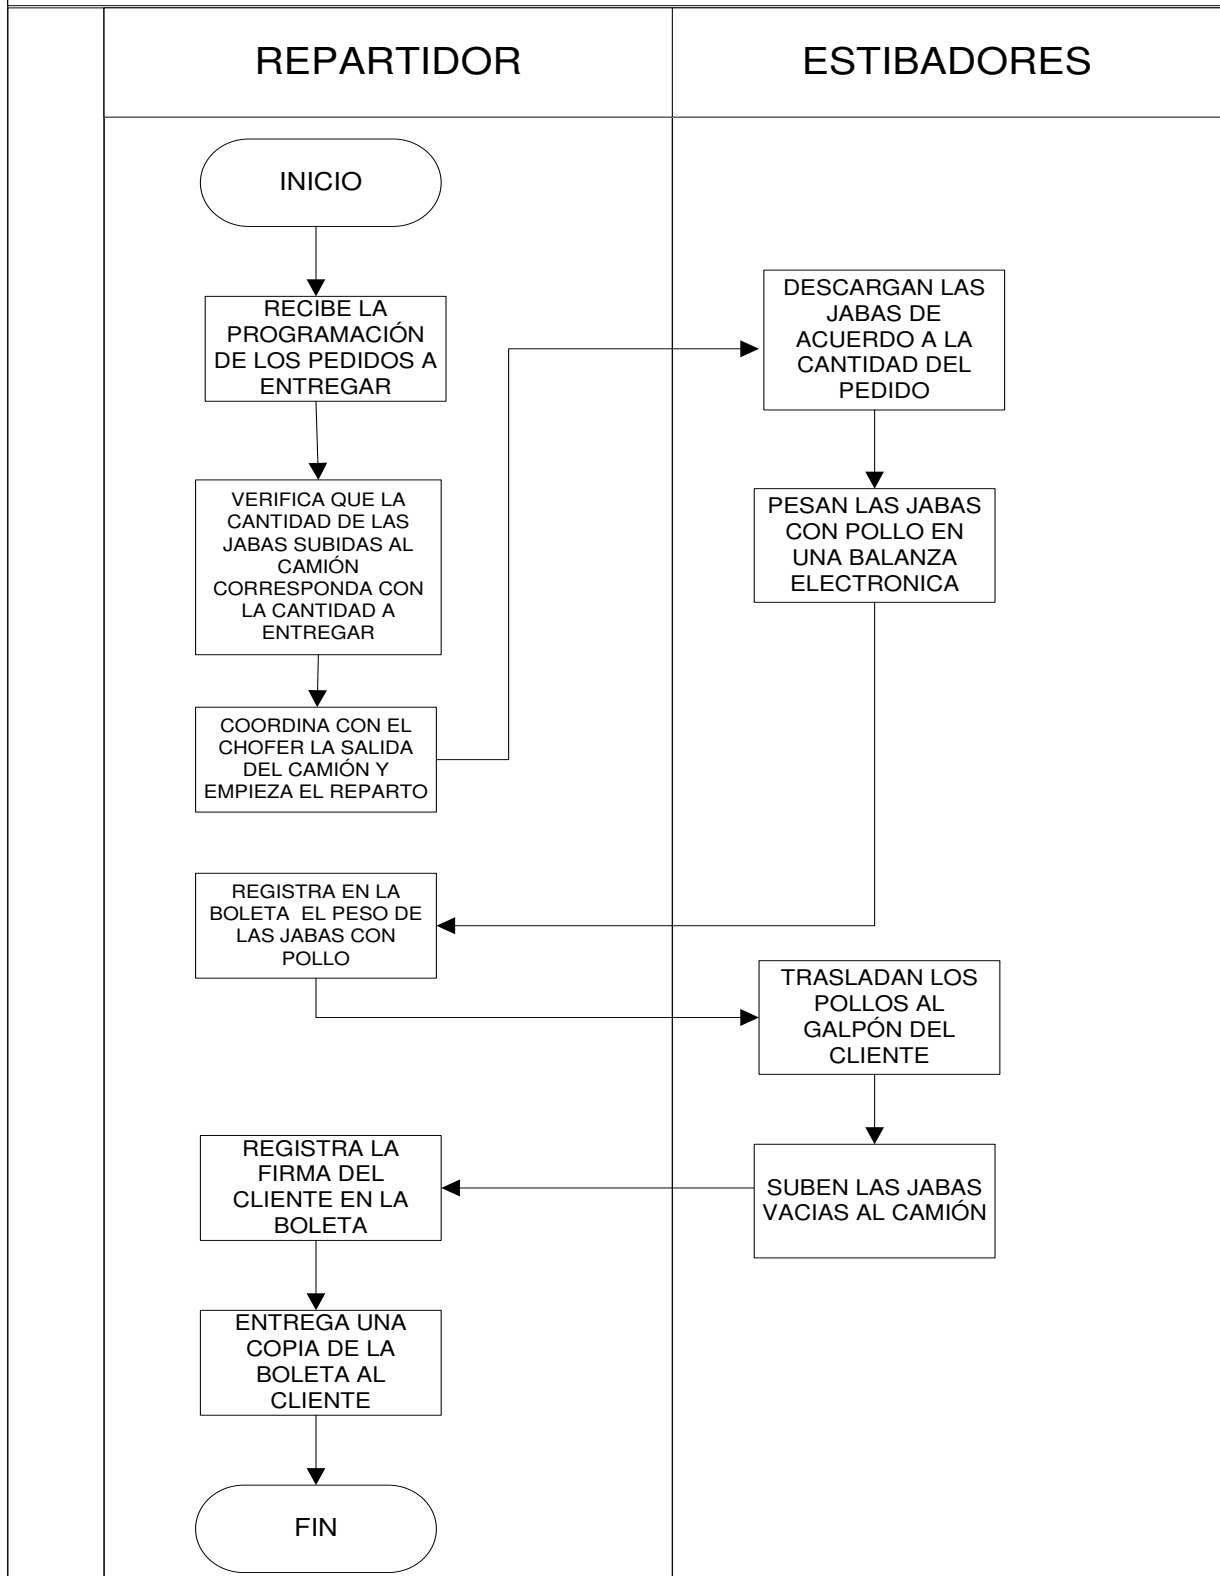 REPARTIDOR
ESTIBADORES
INICIO
RECIBE LA
PROGRAMACIÓN
DE LOS PEDIDOS A
ENTREGAR
VERIFICA QUE LA
CANTIDAD DE LAS
JABAS SUBIDAS AL
CAMIÓN
CORRESPONDA CON
LA CANTIDAD A
ENTREGAR
COORDINA CON EL
CHOFER LA SALIDA
DEL CAMIÓN Y
EMPIEZA EL REPARTO
DESCARGAN LAS
JABAS DE
ACUERDO A LA
CANTIDAD DEL
PEDIDO
PESAN LAS JABAS
CON POLLO EN
UNA BALANZA
ELECTRONICA
REGISTRA EN LA
BOLETA EL PESO DE
LAS JABAS CON
POLLO
TRASLADAN LOS
POLLOS AL
GALPÓN DEL
CLIENTE
SUBEN LAS JABAS
VACIAS AL CAMIÓN
REGISTRA LA
FIRMA DEL
CLIENTE EN LA
BOLETA
ENTREGA UNA
COPIA DE LA
BOLETA AL
CLIENTE
FIN